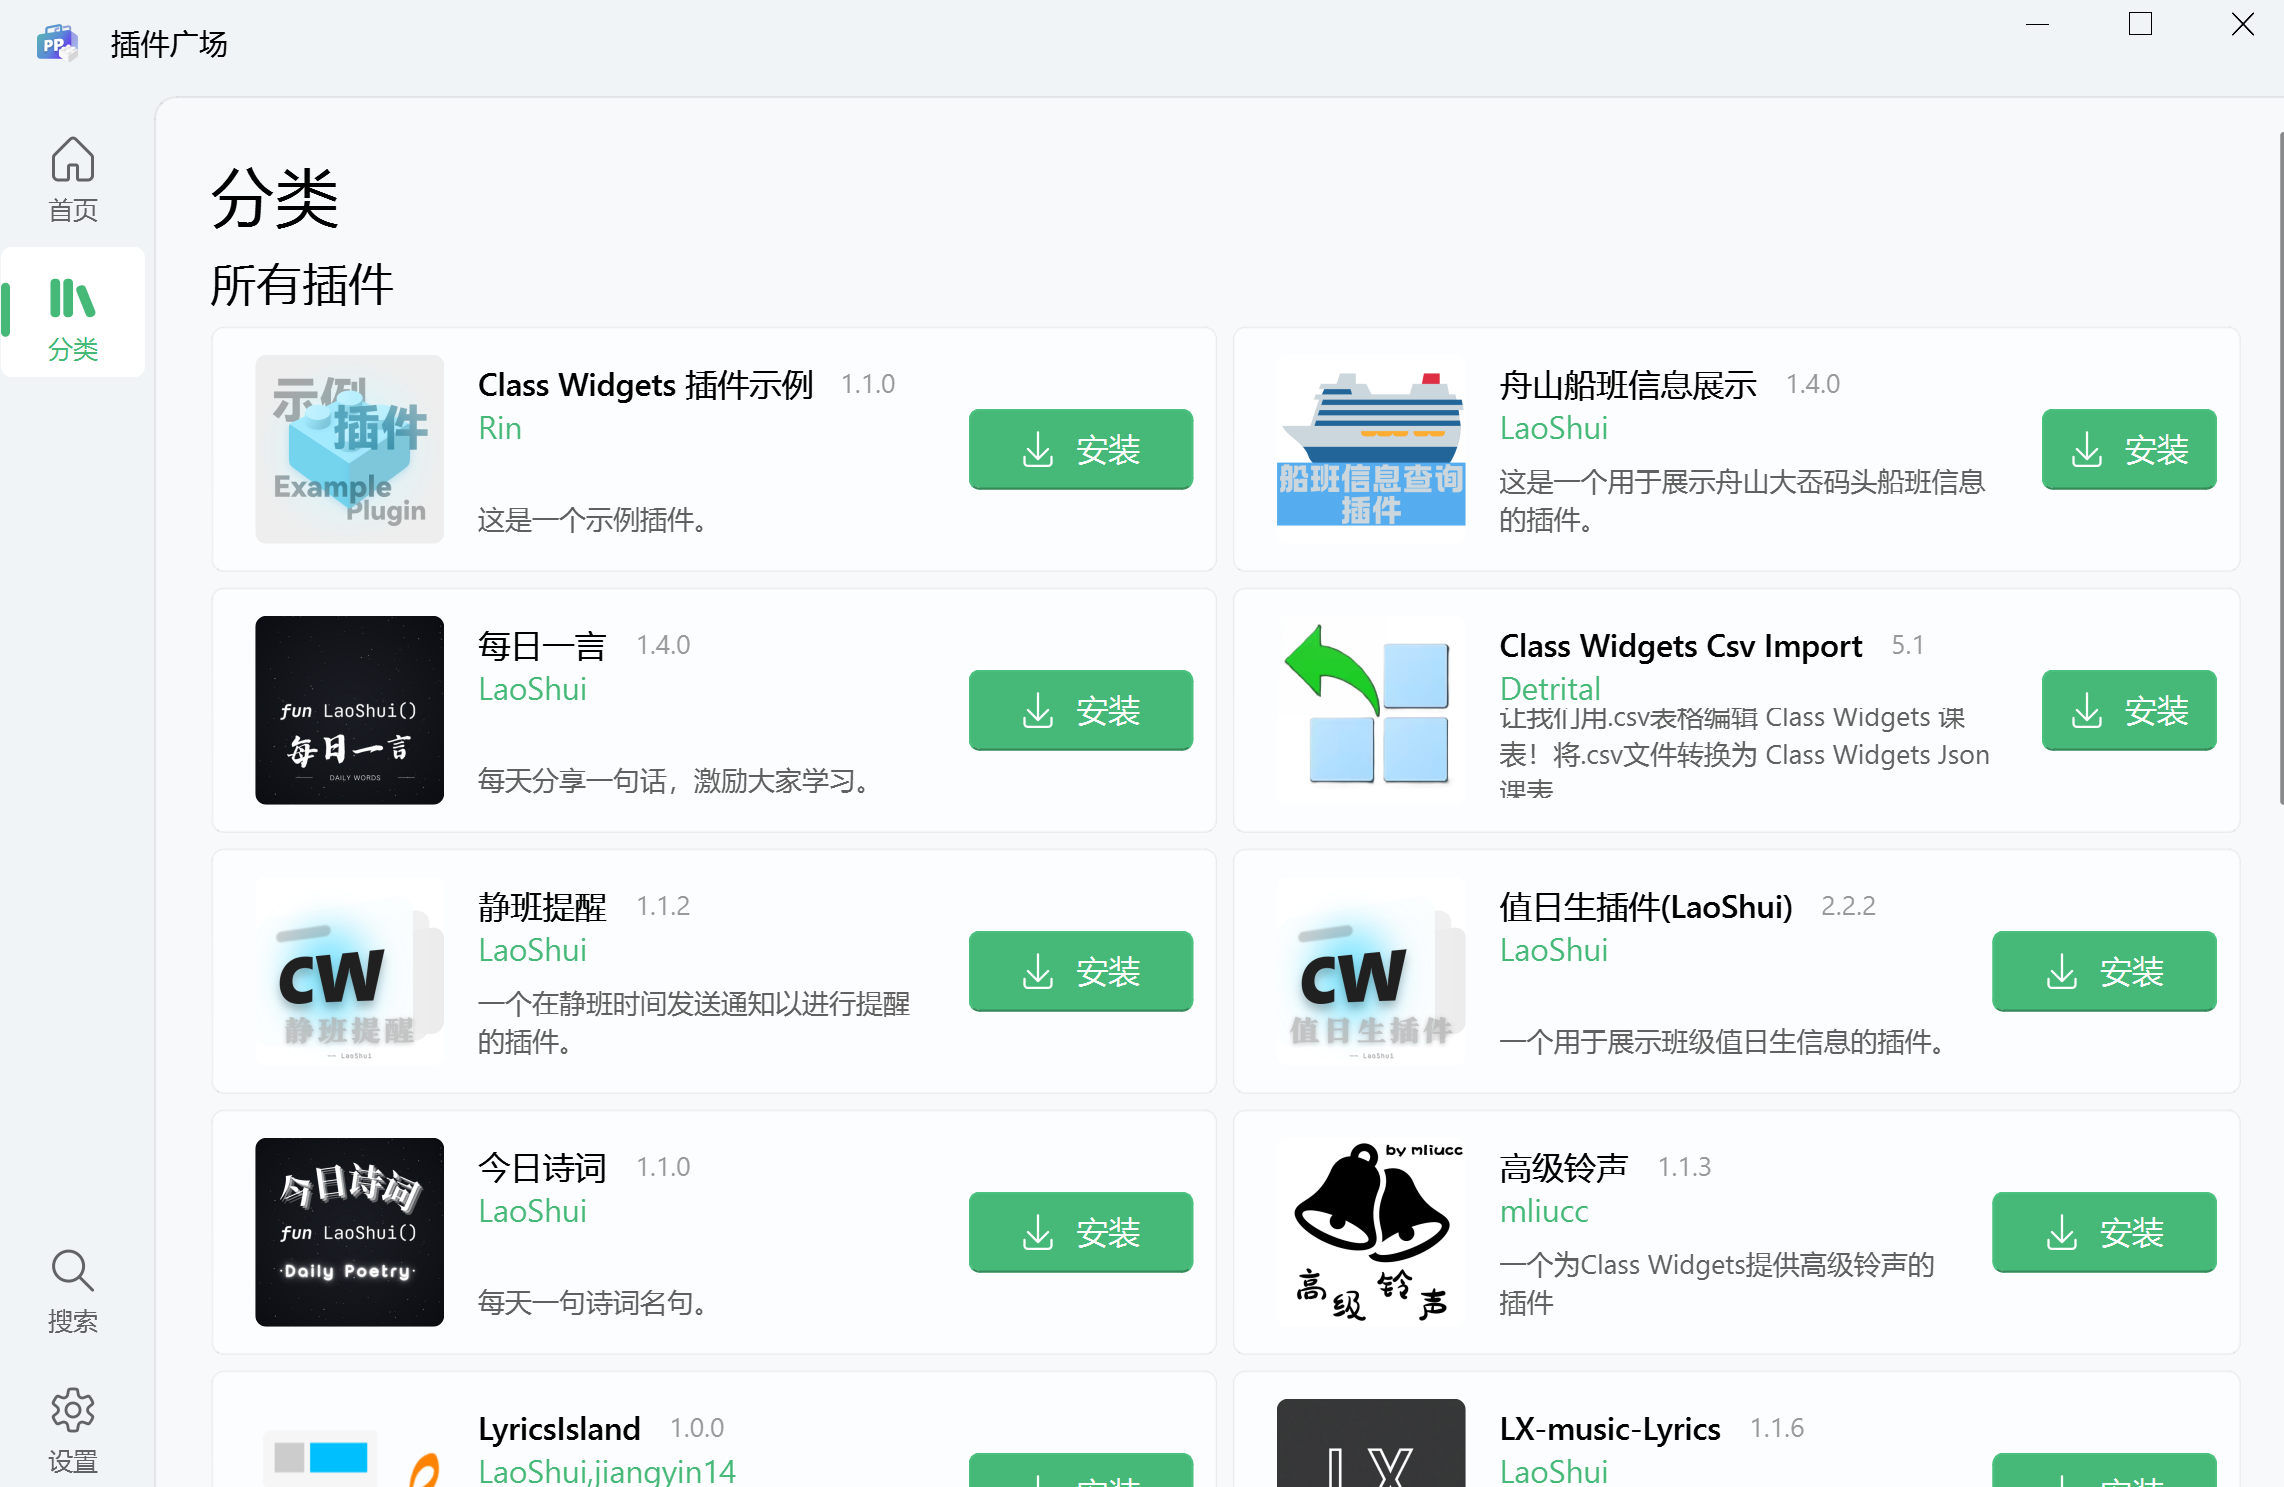 插件广场
首页
分类
搜索
设置
分类
所有插件
示例
插件
Example
Plugin
Class Widgets 插件示例 1.1.0
Rin
这是一个示例插件。
安装
船班信息查询
插件
舟山船班信息展示 1.4.0
LaoShui
这是一个用于展示舟山大岙码头船班信息
的插件。
安装
fun LaoShui()
每日一言
DAILY WORDS
每日一言 1.4.0
LaoShui
每天分享一句话，激励大家学习。
安装
Class Widgets Csv Import 5.1
Detrital
让我们用.csv表格编辑 Class Widgets 课
表！将.csv文件转换为 Class Widgets Json
课表
安装
CW
静班提醒
-- LaoShui
静班提醒 1.1.2
LaoShui
一个在静班时间发送通知以进行提醒
的插件。
安装
CW
值日生插件
-- LaoShui
值日生插件(LaoShui) 2.2.2
LaoShui
一个用于展示班级值日生信息的插件。
安装
今日诗词
fun LaoShui()
·Daily Poetry·
今日诗词 1.1.0
LaoShui
每天一句诗词名句。
安装
by mliucc
高级铃声
高级铃声 1.1.3
mliucc
一个为Class Widgets提供高级铃声的
插件
安装
LyricsIsland 1.0.0
LaoShui,jiangyin14
安装
LX
LX-music-Lyrics 1.1.6
LaoShui
安装